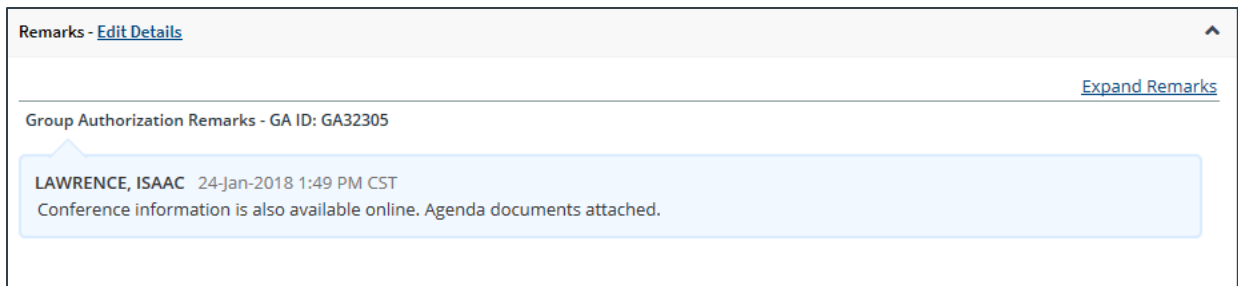 Remarks - Edit Details
Expand Remarks
Group Authorization Remarks - GA ID: GA32305
LAWRENCE, ISAAC 24-Jan-2018 1:49 PM CST
Conference information is also available online. Agenda documents attached.